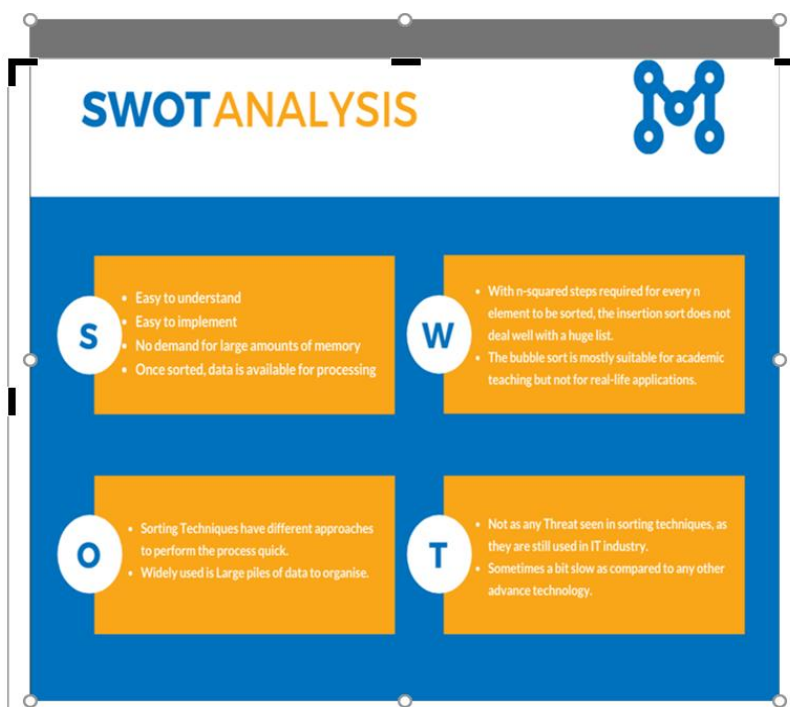 SWOTANALYSIS
S
• Easy to understand
• Easy to implement
• No demand for large amounts of memory
• Once sorted, data is available for processing
W
• With n-squared steps required for every n
element to be sorted, the insertion sort does not
deal well with a huge list.
• The bubble sort is mostly suitable for academic
teaching but not for real-life applications.
O
• Sorting Techniques have different approaches
to perform the process quick.
• Widely used is Large piles of data to organise.
T
• Not as any Threat seen in sorting techniques, as
they are still used in IT industry.
• Sometimes a bit slow as compared to any other
advance technology.